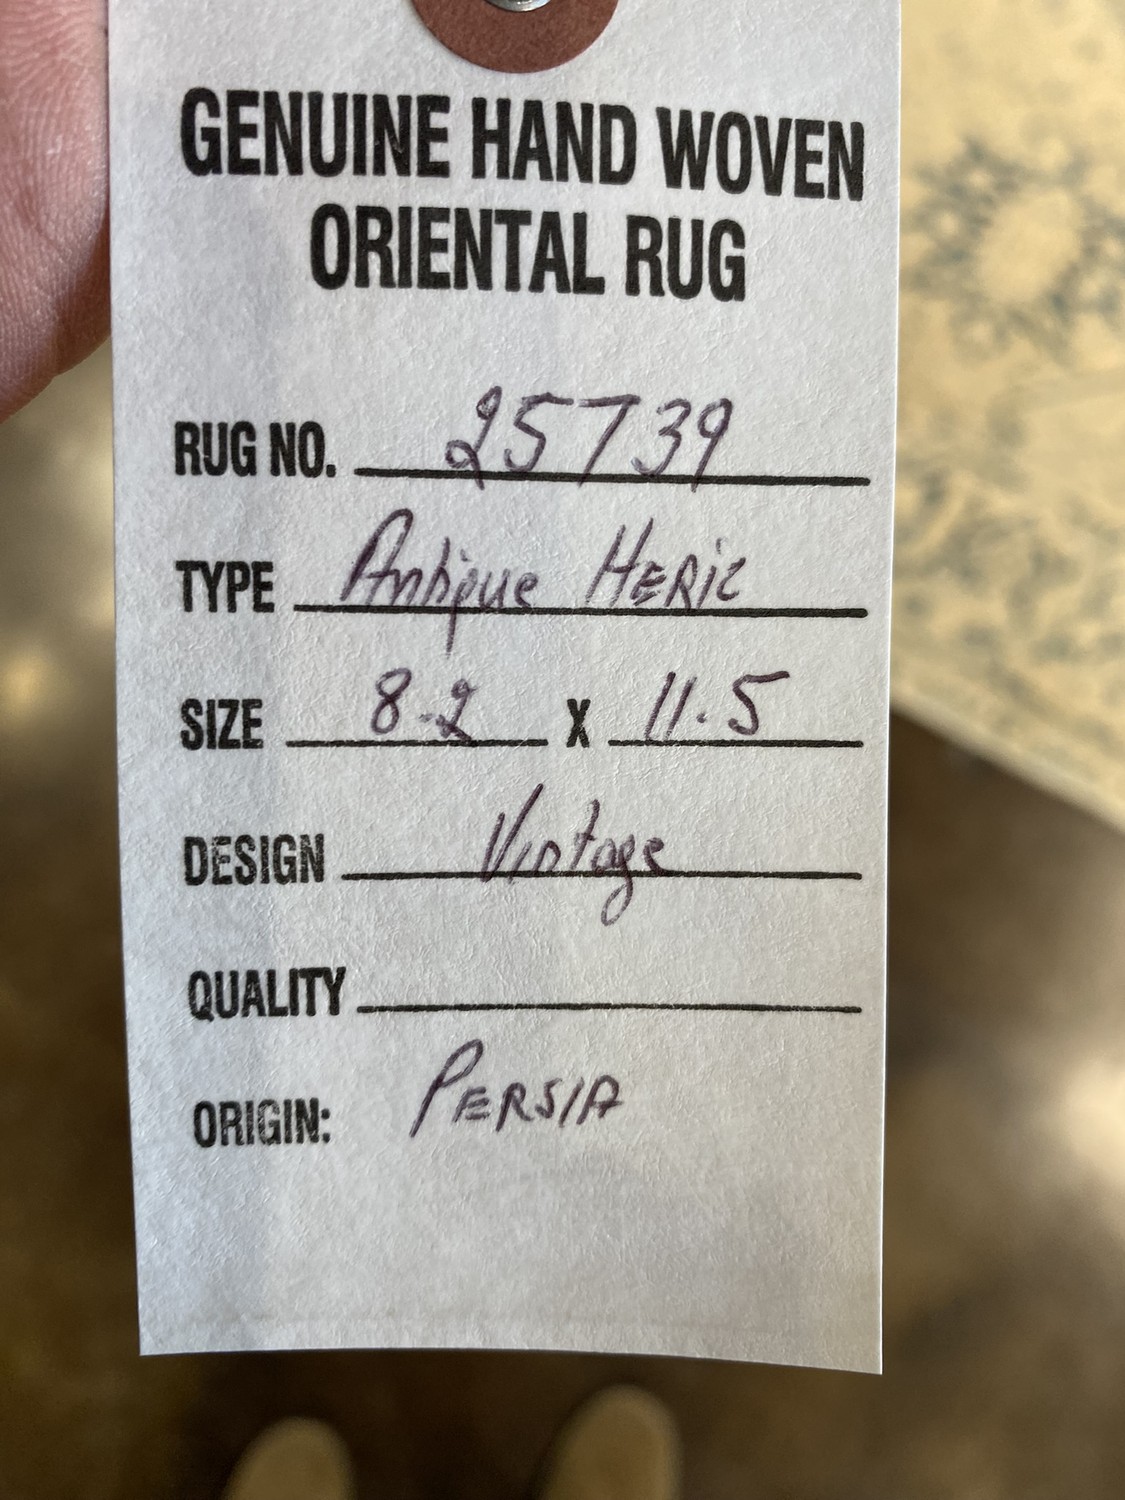 GENUINE HAND WOVEN
ORIENTAL RUG
RUG NO. 25739
TYPE Antique HERIZ
SIZE 8.2 X 11.5
DESIGN Vintage
QUALITY
ORIGIN: PERSIA